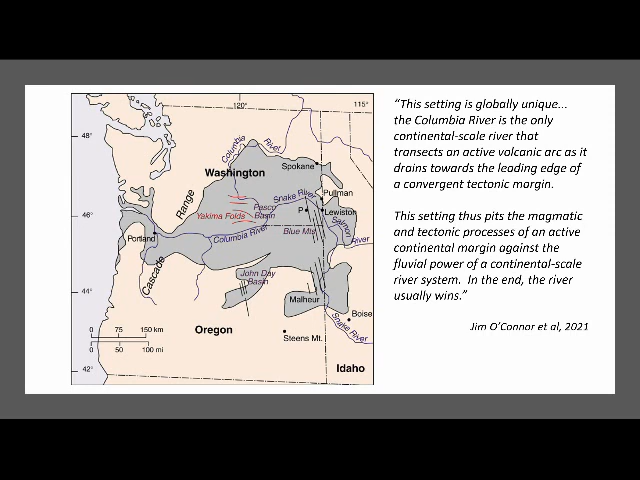 120°
115°
48°
46°
44°
42°
Columbia
River
Washington
Spokane
Pullman
Snake River
P
Lewiston
Salmon
River
Range
Yakima Folds
Pasco
Basin
Columbia River
Blue Mts
Portland
Cascade
John Day
Basin
Malheur
Boise
Snake River
Steens Mt.
Oregon
Idaho
0 75 150 km
0 50 100 mi
“This setting is globally unique...
the Columbia River is the only
continental-scale river that
transects an active volcanic arc as it
drains towards the leading edge of
a convergent tectonic margin.
This setting thus pits the magmatic
and tectonic processes of an active
continental margin against the
fluvial power of a continental-scale
river system. In the end, the river
usually wins.”
Jim O’Connor et al, 2021